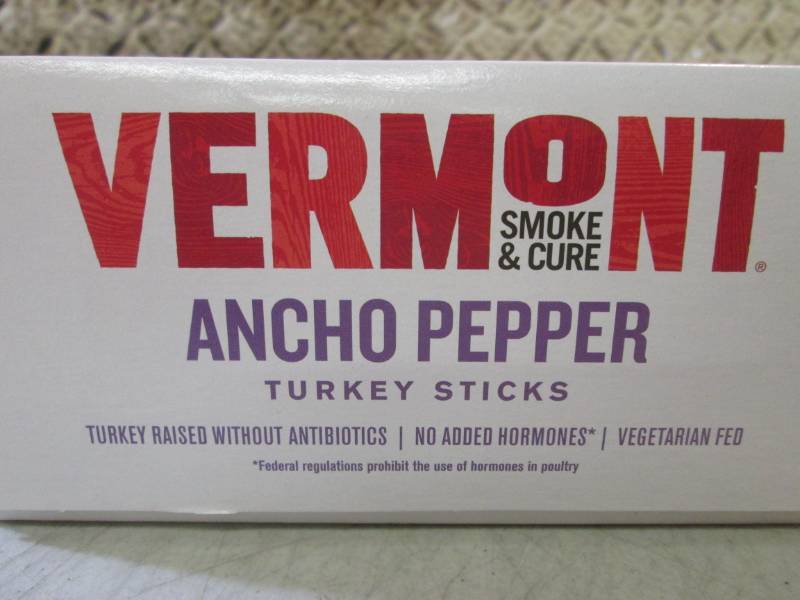 VERMONT
SMOKE
& CURE
®
ANCHO PEPPER
TURKEY STICKS
TURKEY RAISED WITHOUT ANTIBIOTICS | NO ADDED HORMONES* | VEGETARIAN FED
*Federal regulations prohibit the use of hormones in poultry